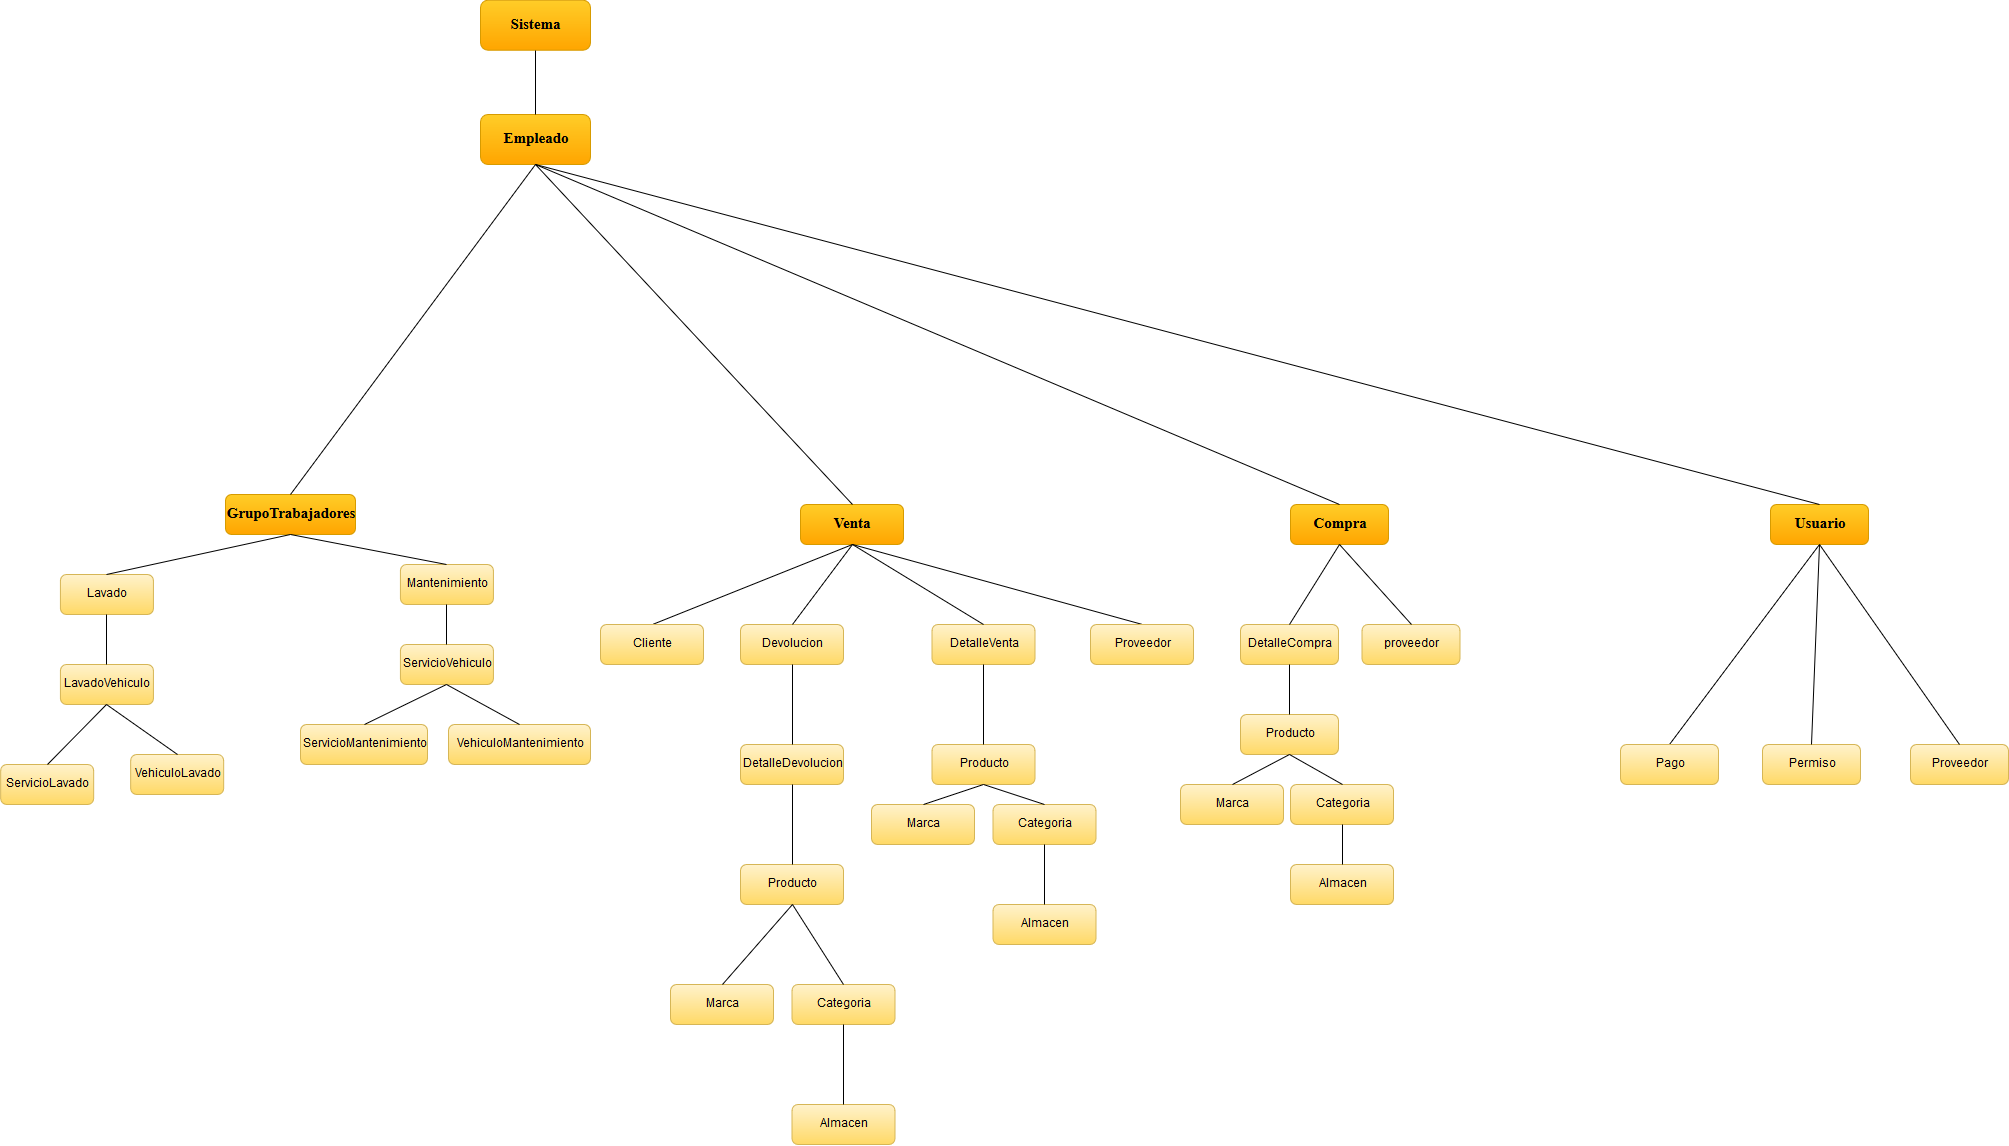 Sistema
Empleado
GrupoTrabajadores
Venta
Compra
Usuario
Lavado
Mantenimiento
Cliente
Devolucion
DetalleVenta
Proveedor
DetalleCompra
proveedor
LavadoVehiculo
ServicioVehiculo
ServicioMantenimiento
VehiculoMantenimiento
ServicioLavado
VehiculoLavado
DetalleDevolucion
Producto
Producto
Pago
Permiso
Proveedor
Marca
Categoria
Marca
Categoria
Producto
Almacen
Almacen
Marca
Categoria
Almacen